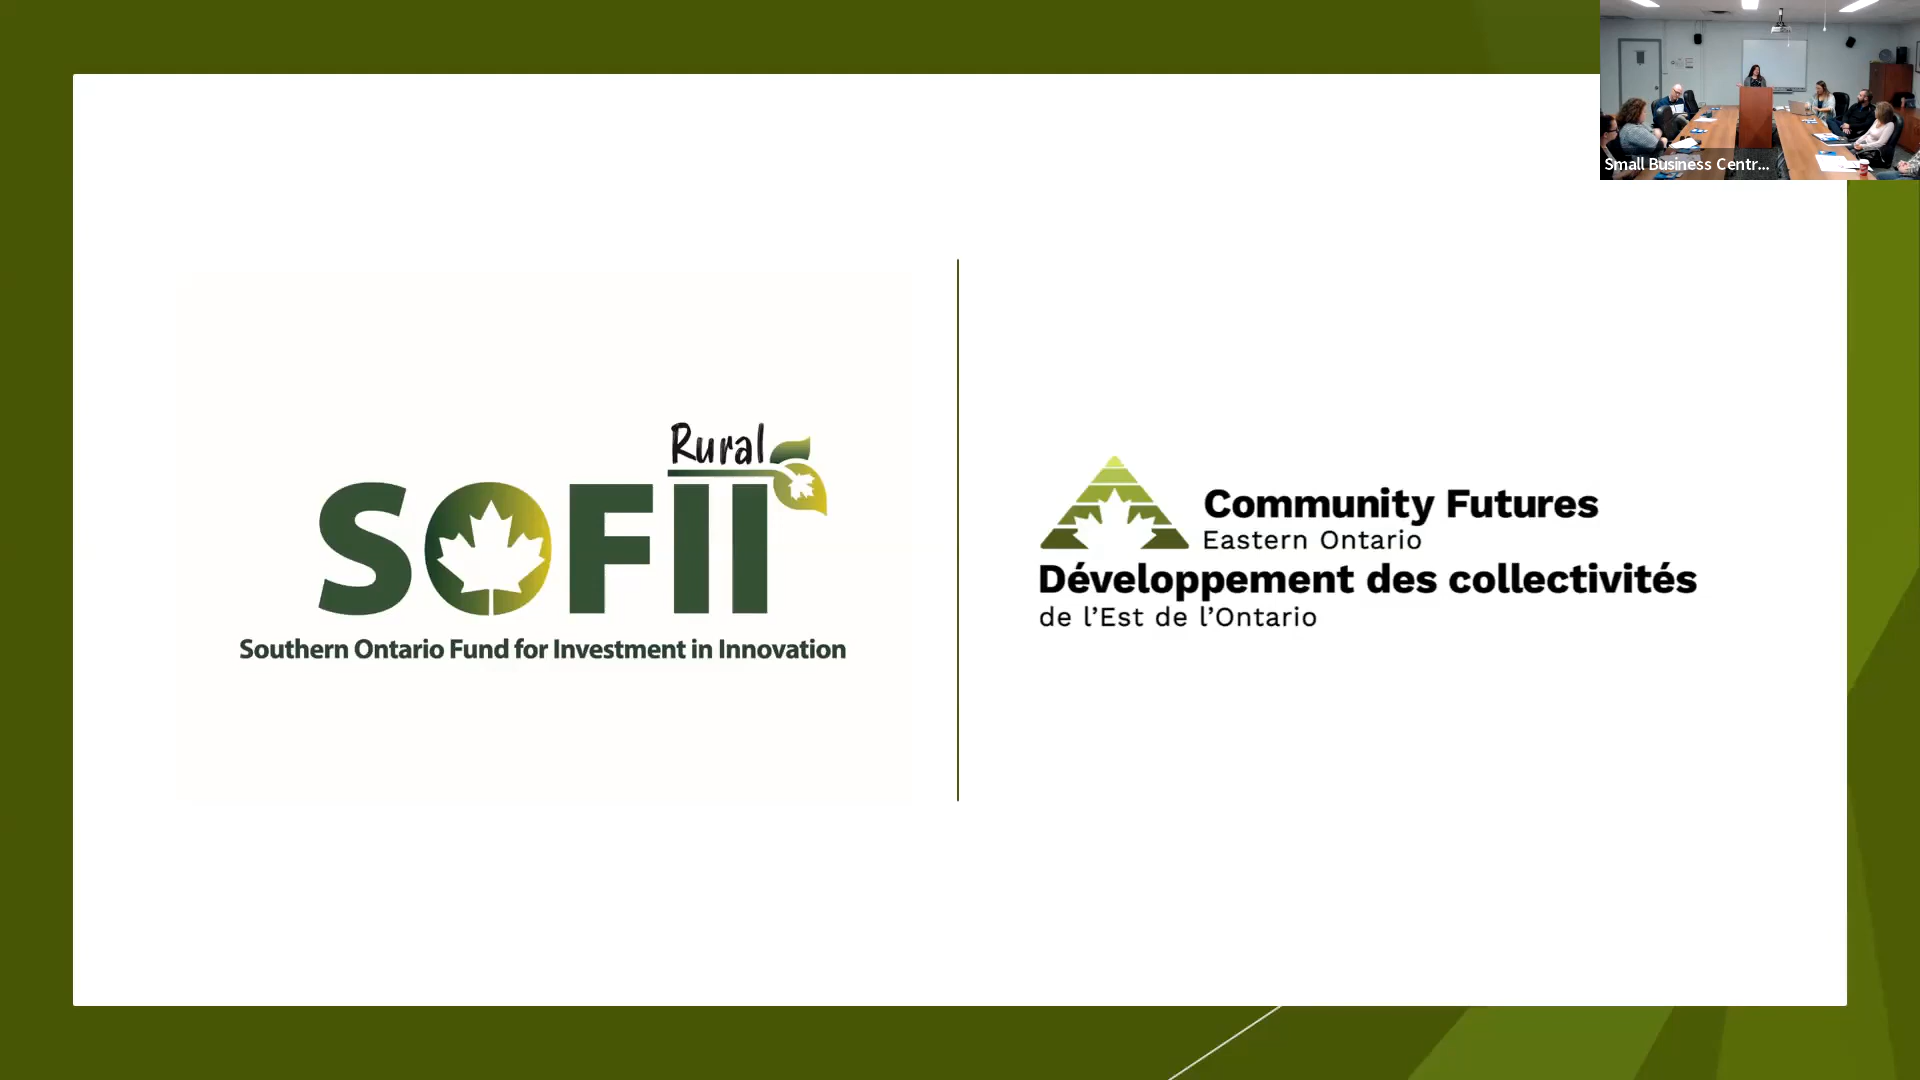 Small Business Centr...
Rural
SOFII
Southern Ontario Fund for Investment in Innovation
Community Futures
Eastern Ontario
Développement des collectivités
de l’Est de l’Ontario